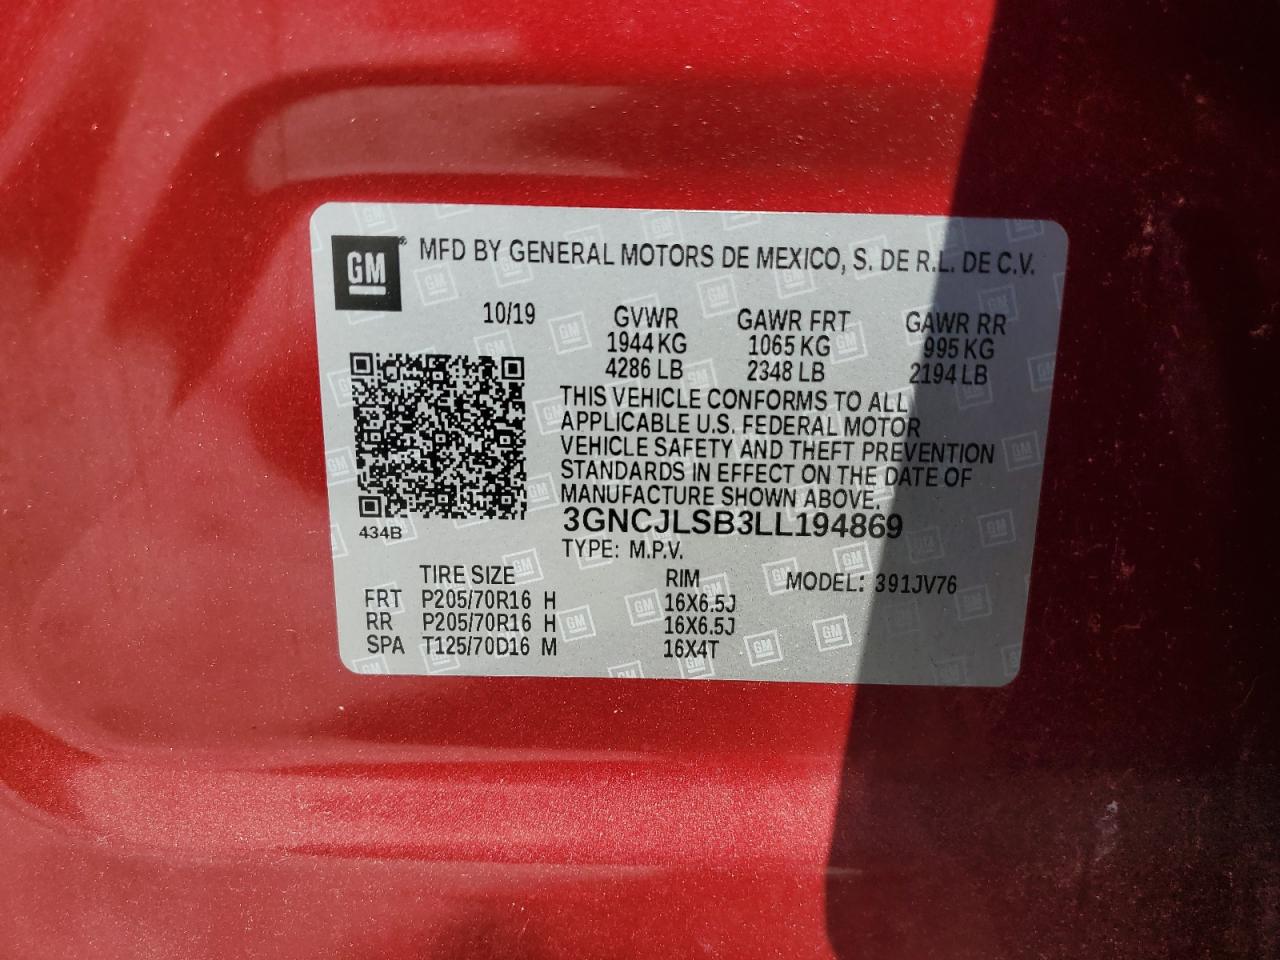 GM® MFD BY GENERAL MOTORS DE MEXICO, S. DE R.L. DE C.V.
10/19 GVWR GAWR FRT GAWR RR
1944 KG 1065 KG 995 KG
4286 LB 2348 LB 2194 LB
THIS VEHICLE CONFORMS TO ALL
APPLICABLE U.S. FEDERAL MOTOR
VEHICLE SAFETY AND THEFT PREVENTION
STANDARDS IN EFFECT ON THE DATE OF
MANUFACTURE SHOWN ABOVE.
3GNCJLSB3LL194869
434B
TYPE: M.P.V.
TIRE SIZE RIM MODEL: 391JV76
FRT P205/70R16 H 16X6.5J
RR P205/70R16 H 16X6.5J
SPA T125/70D16 M 16X4T